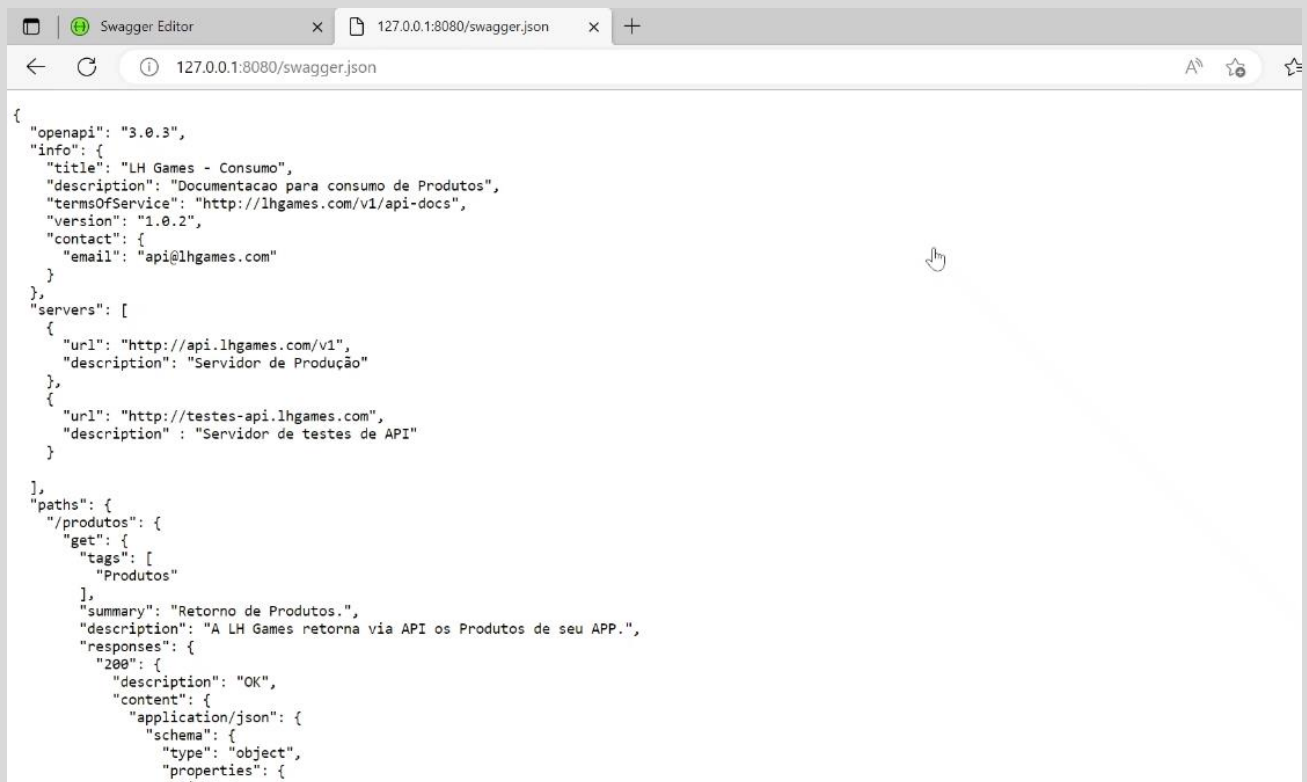 Swagger Editor
127.0.0.1:8080/swagger.json
127.0.0.1:8080/swagger.json
{
"openapi": "3.0.3",
"info": {
"title": "LH Games - Consumo",
"description": "Documentacao para consumo de Produtos",
"termsOfService": "http://lhgames.com/v1/api-docs",
"version": "1.0.2",
"contact": {
"email": "api@lhgames.com"
}
},
"servers": [
{
"url": "http://api.lhgames.com/v1",
"description": "Servidor de Produção"
},
{
"url": "http://testes-api.lhgames.com",
"description" : "Servidor de testes de API"
}
],
"paths": {
"/produtos": {
"get": {
"tags": [
"Produtos"
],
"summary": "Retorno de Produtos.",
"description": "A LH Games retorna via API os Produtos de seu APP.",
"responses": {
"200": {
"description": "OK",
"content": {
"application/json": {
"schema": {
"type": "object",
"properties": {